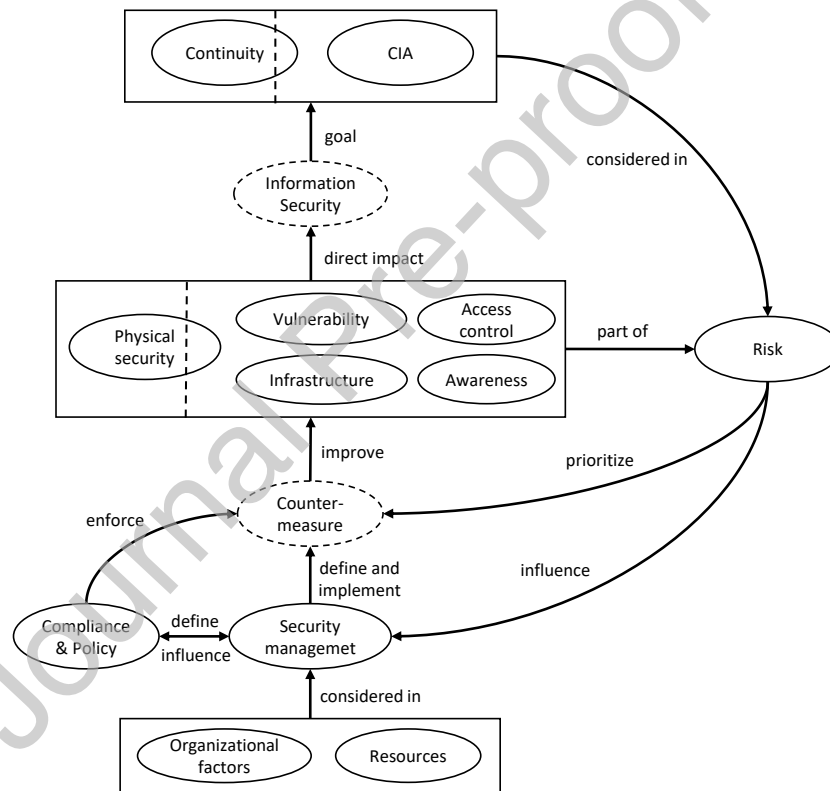 Continuity
CIA
goal
considered in
Information
Security
direct impact
Physical
security
Vulnerability
Access
control
Infrastructure
Awareness
part of
Risk
improve
prioritize
Counter-
measure
enforce
define and
implement
influence
Compliance
& Policy
define
influence
Security
managemet
considered in
Organizational
factors
Resources
Journal Pre-proof